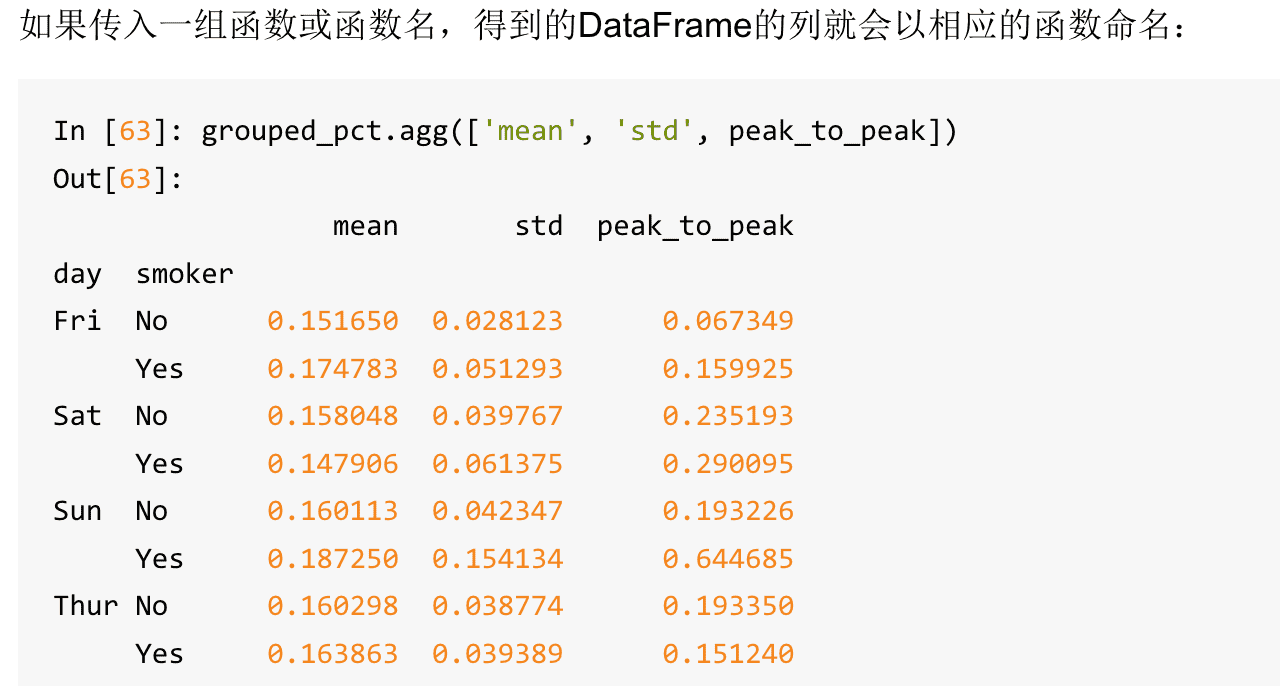 如果传入一组函数或函数名，得到的DataFrame的列就会以相应的函数命名：
In [63]: grouped_pct.agg(['mean', 'std', peak_to_peak])
Out[63]:
                 mean       std  peak_to_peak
day  smoker
Fri  No      0.151650  0.028123      0.067349
     Yes     0.174783  0.051293      0.159925
Sat  No      0.158048  0.039767      0.235193
     Yes     0.147906  0.061375      0.290095
Sun  No      0.160113  0.042347      0.193226
     Yes     0.187250  0.154134      0.644685
Thur No      0.160298  0.038774      0.193350
     Yes     0.163863  0.039389      0.151240